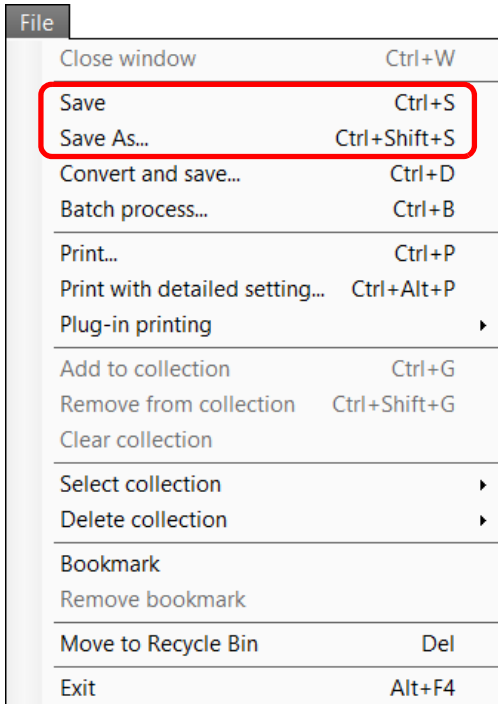 File
Close window Ctrl+W
Save Ctrl+S
Save As... Ctrl+Shift+S
Convert and save... Ctrl+D
Batch process... Ctrl+B
Print... Ctrl+P
Print with detailed setting... Ctrl+Alt+P
Plug-in printing
Add to collection Ctrl+G
Remove from collection Ctrl+Shift+G
Clear collection
Select collection
Delete collection
Bookmark
Remove bookmark
Move to Recycle Bin Del
Exit Alt+F4